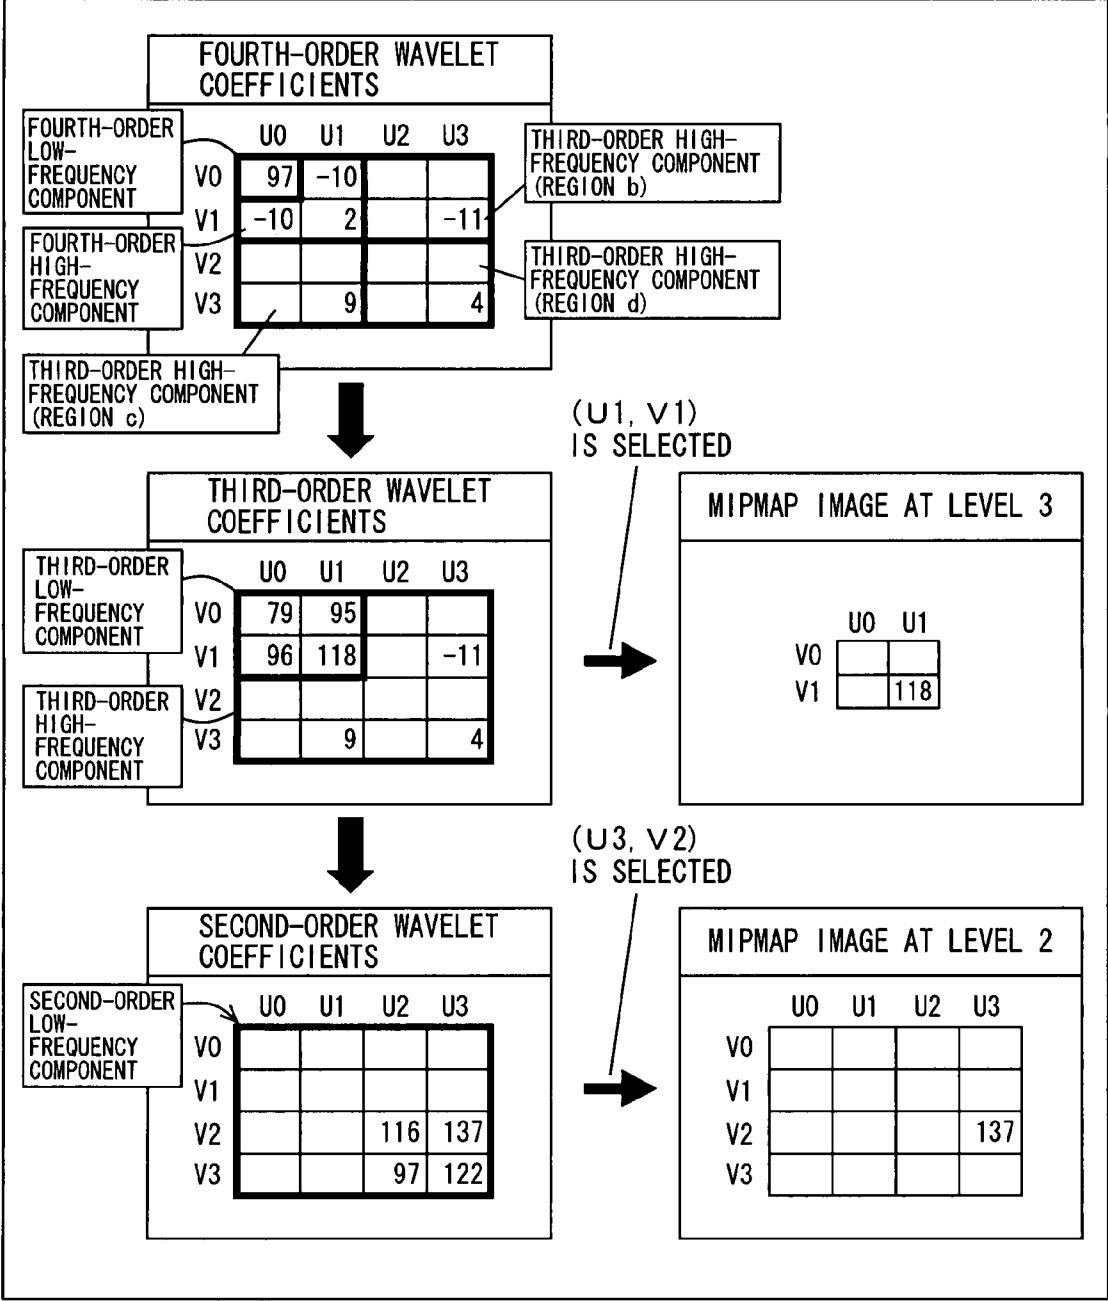 FOURTH-ORDER WAVELET
COEFFICIENTS
FOURTH-ORDER
LOW-
FREQUENCY
COMPONENT
FOURTH-ORDER
HIGH-
FREQUENCY
COMPONENT
THIRD-ORDER HIGH-
FREQUENCY COMPONENT
(REGION c)
U0 U1 U2 U3
V0 97 -10
V1 -10 2 -11
V2
V3 9 4
THIRD-ORDER HIGH-
FREQUENCY COMPONENT
(REGION b)
THIRD-ORDER HIGH-
FREQUENCY COMPONENT
(REGION d)
THIRD-ORDER WAVELET
COEFFICIENTS
THIRD-ORDER
LOW-
FREQUENCY
COMPONENT
THIRD-ORDER
HIGH-
FREQUENCY
COMPONENT
U0 U1 U2 U3
V0 79 95
V1 96 118 -11
V2
V3 9 4
(U1, V1)
IS SELECTED
MIPMAP IMAGE AT LEVEL 3
U0 U1
V0
V1 118
SECOND-ORDER WAVELET
COEFFICIENTS
SECOND-ORDER
LOW-
FREQUENCY
COMPONENT
U0 U1 U2 U3
V0
V1
V2 116 137
V3 97 122
(U3, V2)
IS SELECTED
MIPMAP IMAGE AT LEVEL 2
U0 U1 U2 U3
V0
V1
V2 137
V3